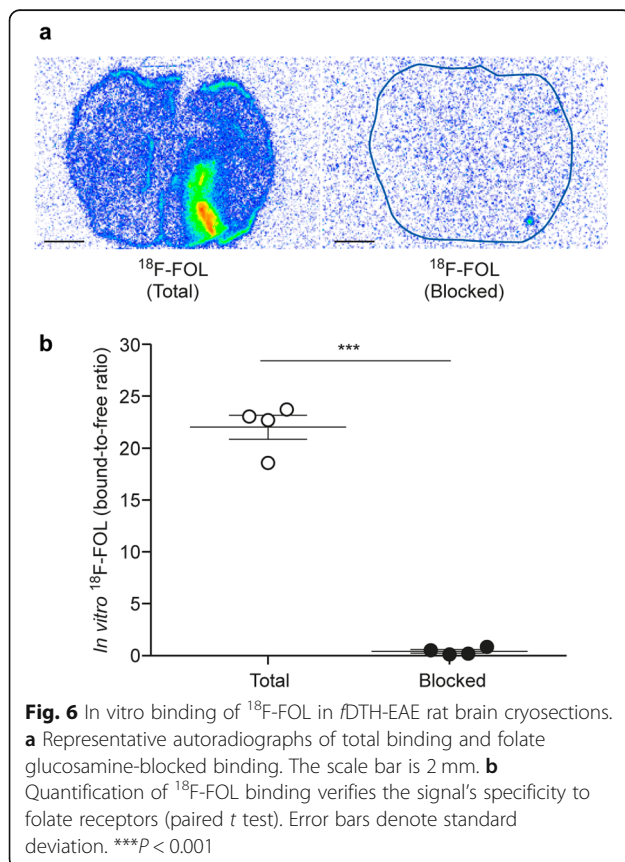 a
¹⁸F-FOL
(Total)
¹⁸F-FOL
(Blocked)
b
In vitro ¹⁸F-FOL (bound-to-free ratio)
30
25
20
15
10
5
0
***
Total
Blocked
Fig. 6 In vitro binding of ¹⁸F-FOL in fDTH-EAE rat brain cryosections.
a Representative autoradiographs of total binding and folate
glucosamine-blocked binding. The scale bar is 2 mm. b
Quantification of ¹⁸F-FOL binding verifies the signal's specificity to
folate receptors (paired t test). Error bars denote standard
deviation. ***P < 0.001